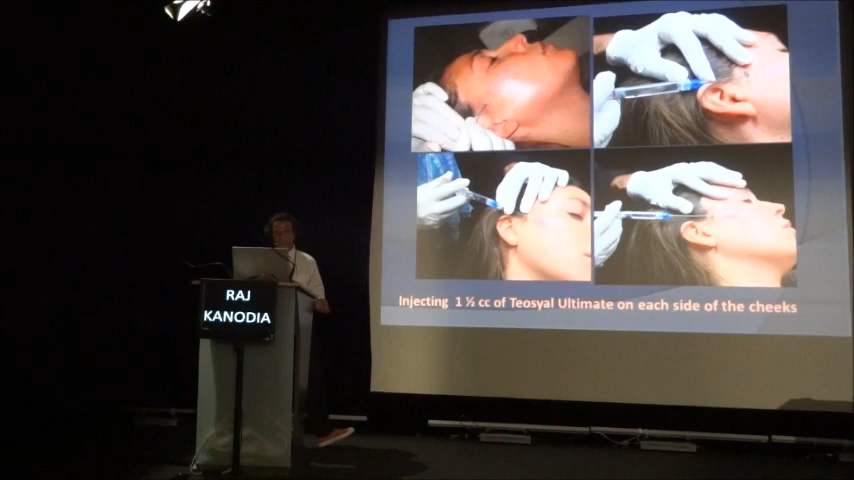 RAJ
KANODIA
Injecting 1 ½ cc of Teosyal Ultimate on each side of the cheeks